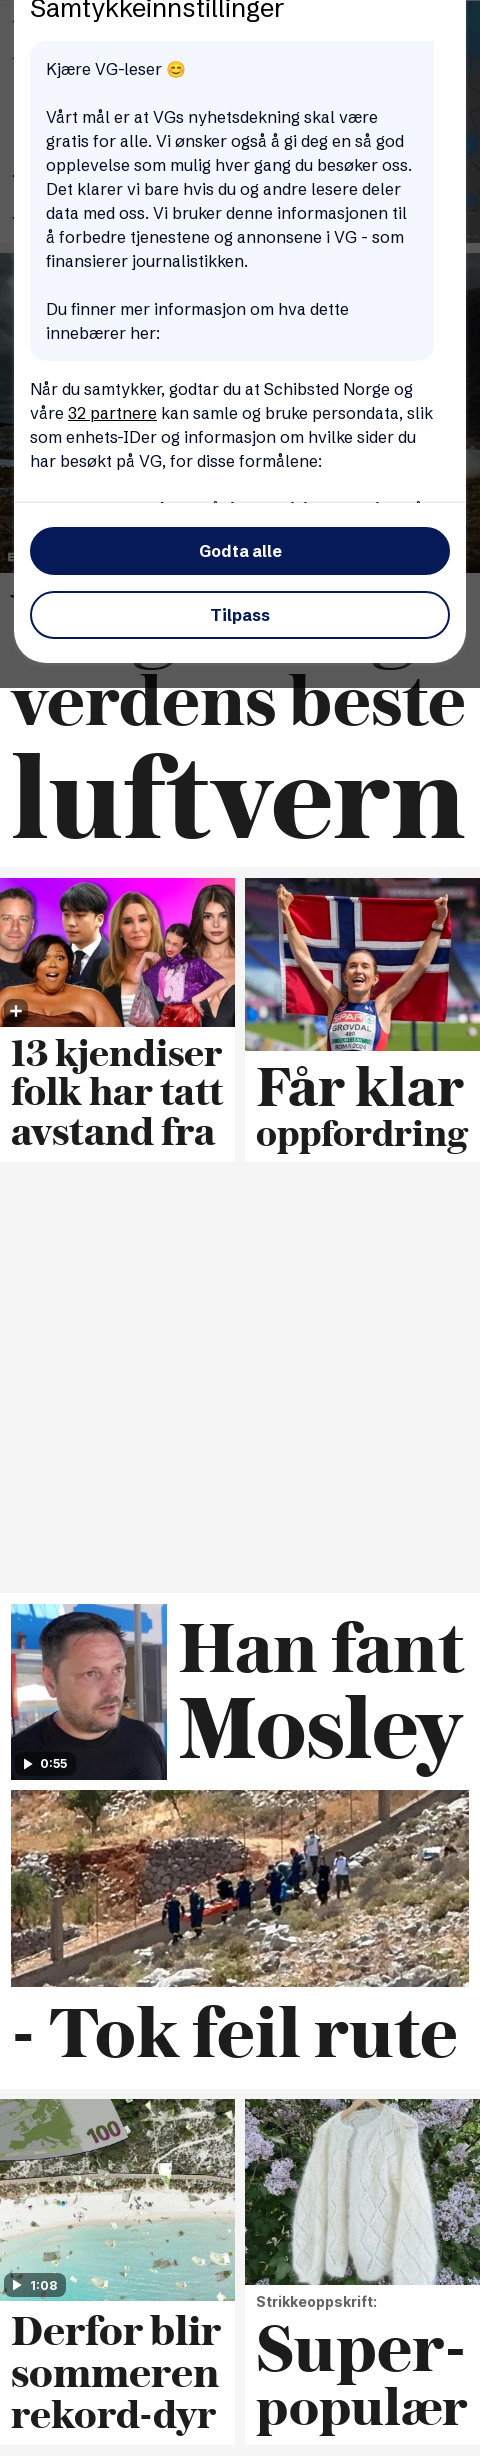 Samtykkeinnstillinger
Kjære VG-leser 😊
Vårt mål er at VGs nyhetsdekning skal være
gratis for alle. Vi ønsker også å gi deg en så god
opplevelse som mulig hver gang du besøker oss.
Det klarer vi bare hvis du og andre lesere deler
data med oss. Vi bruker denne informasjonen til
å forbedre tjenestene og annonsene i VG - som
finansierer journalistikken.
Du finner mer informasjon om hva dette
innebærer her:
Når du samtykker, godtar du at Schibsted Norge og
våre 32 partnere kan samle og bruke persondata, slik
som enhets-IDer og informasjon om hvilke sider du
har besøkt på VG, for disse formålene:
Godta alle
Tilpass
verdens beste
luftvern
13 kjendiser
folk har tatt
avstand fra
GRØVDAL
490
ROMA 2024
Får klar
oppfordring
0:55
Han fant
Mosley
- Tok feil rute
100
1:08
Derfor blir
sommeren
rekord-dyr
Strikkeoppskrift:
Super-
populær